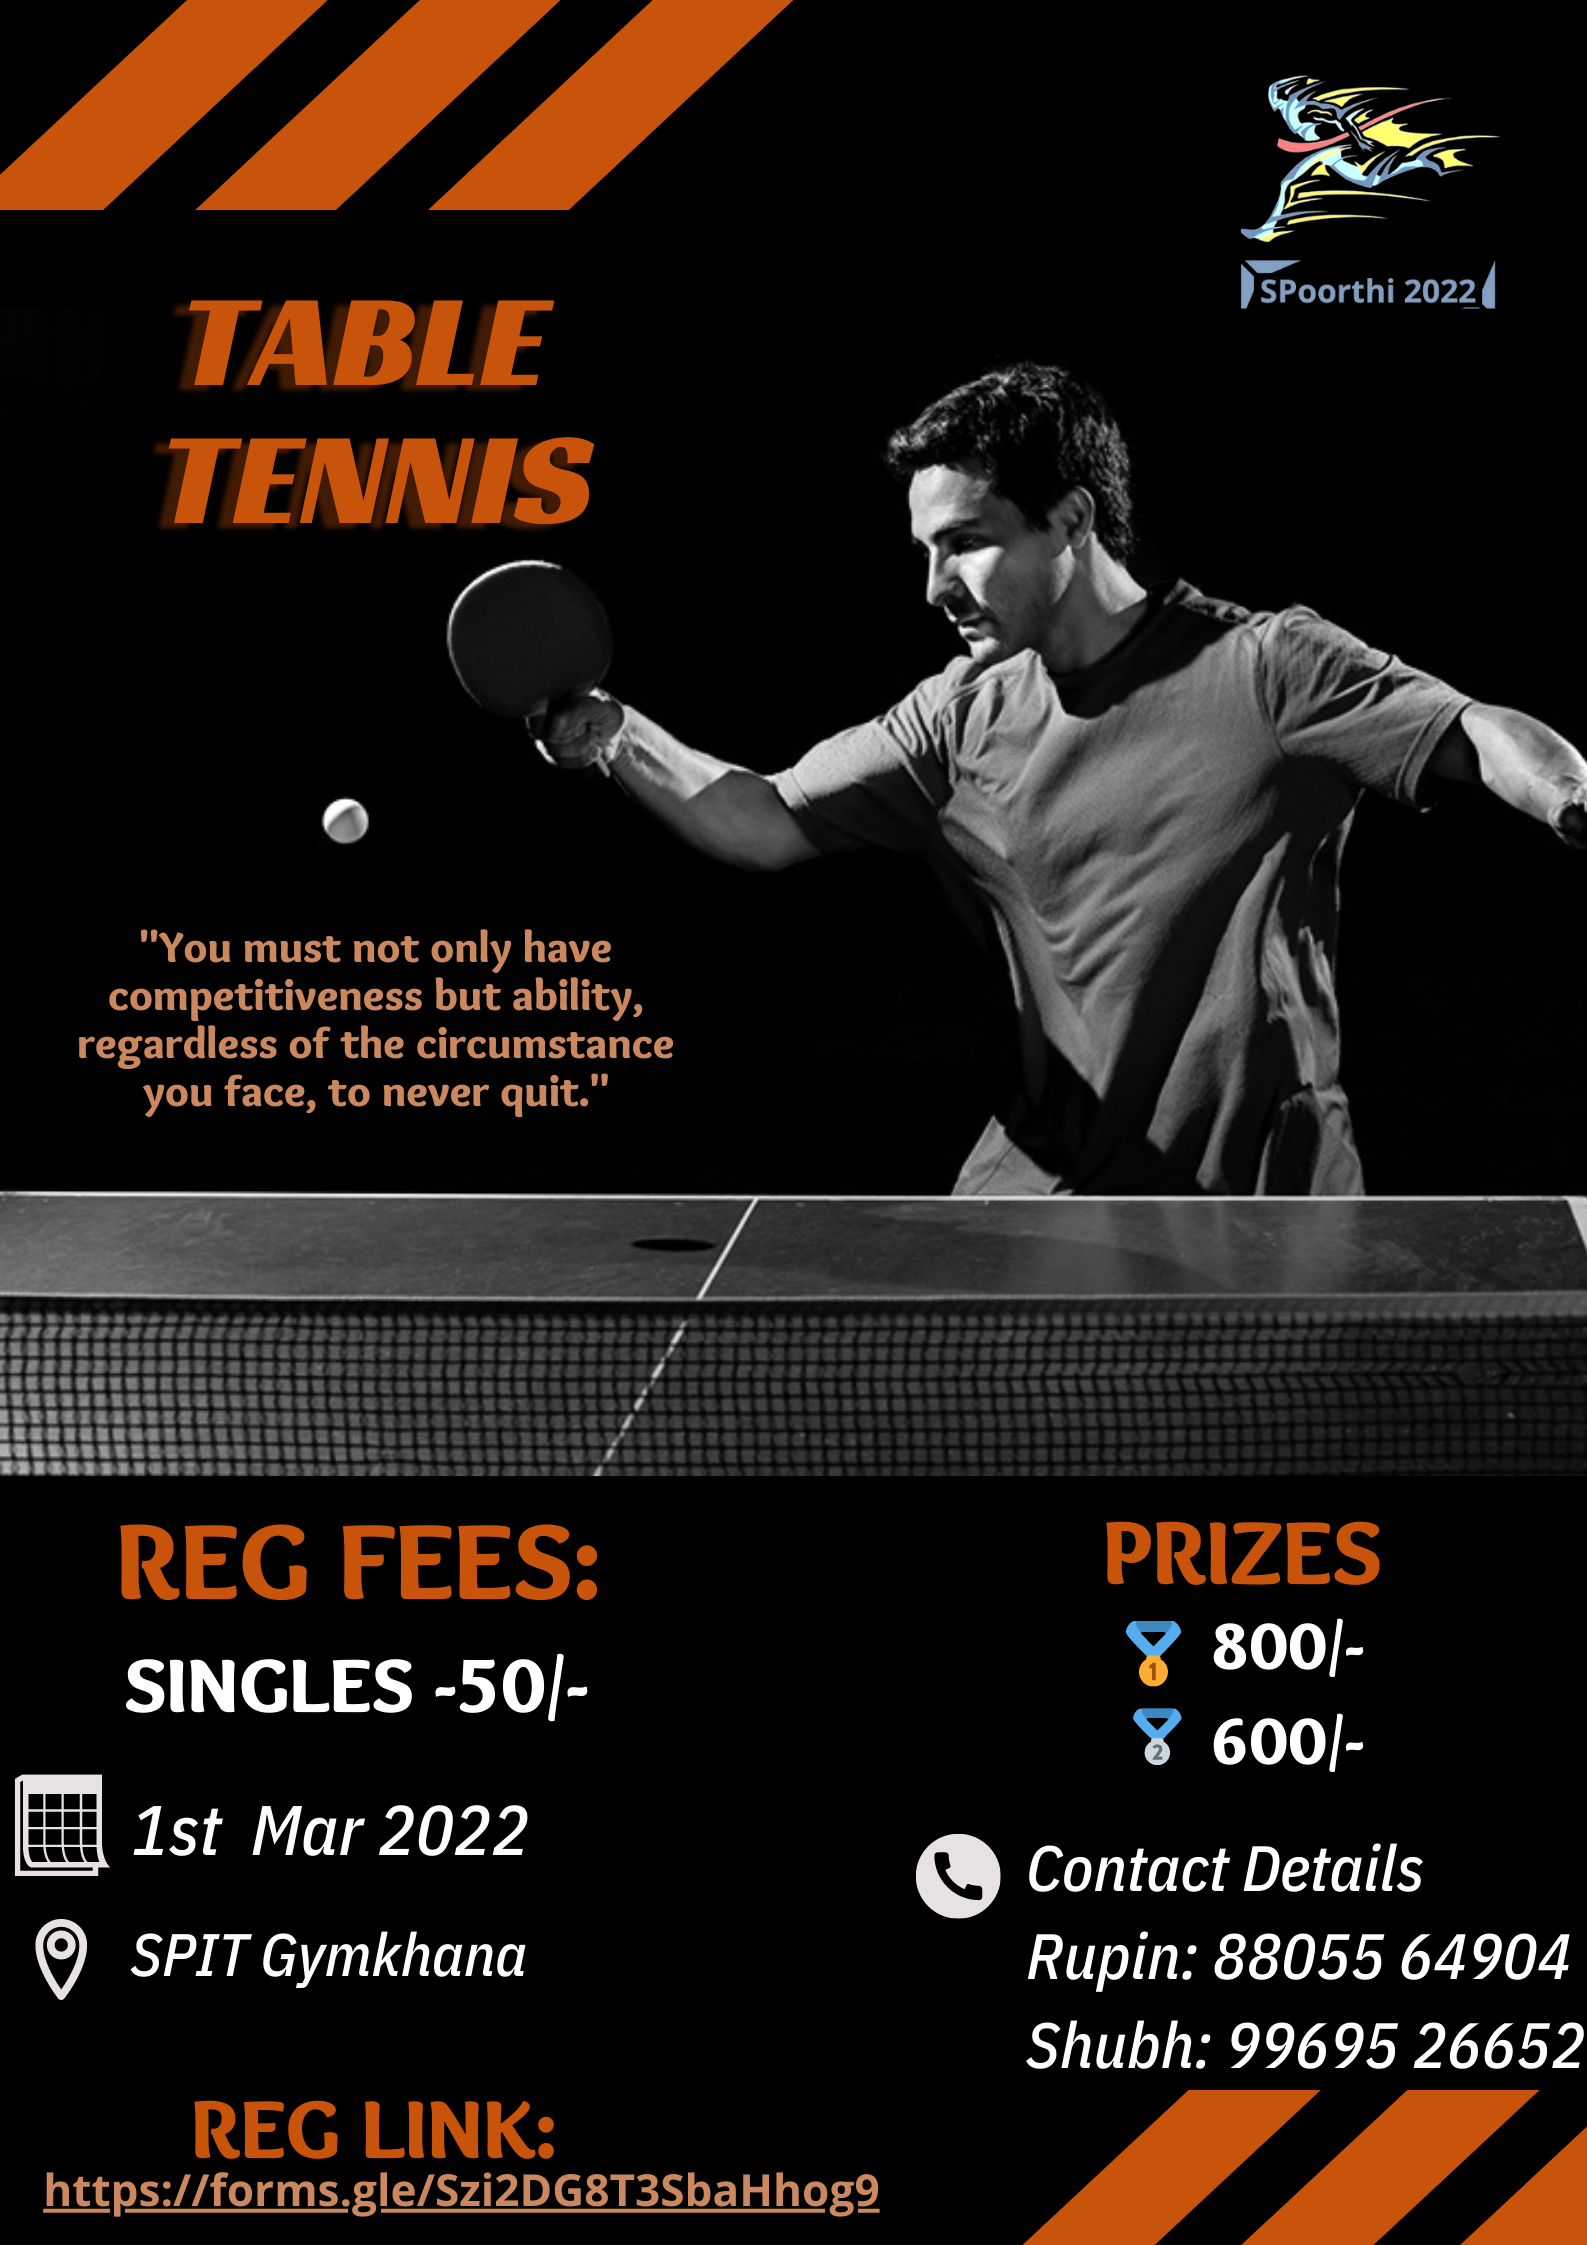 SPoorthi 2022
TABLE
TENNIS
"You must not only have
competitiveness but ability,
regardless of the circumstance
you face, to never quit."
REG FEES:
SINGLES -50/-
1st  Mar 2022
SPIT Gymkhana
PRIZES
1 800/-
2 600/-
Contact Details
Rupin: 88055 64904
Shubh: 99695 26652
REG LINK:
https://forms.gle/Szi2DG8T3SbaHhog9